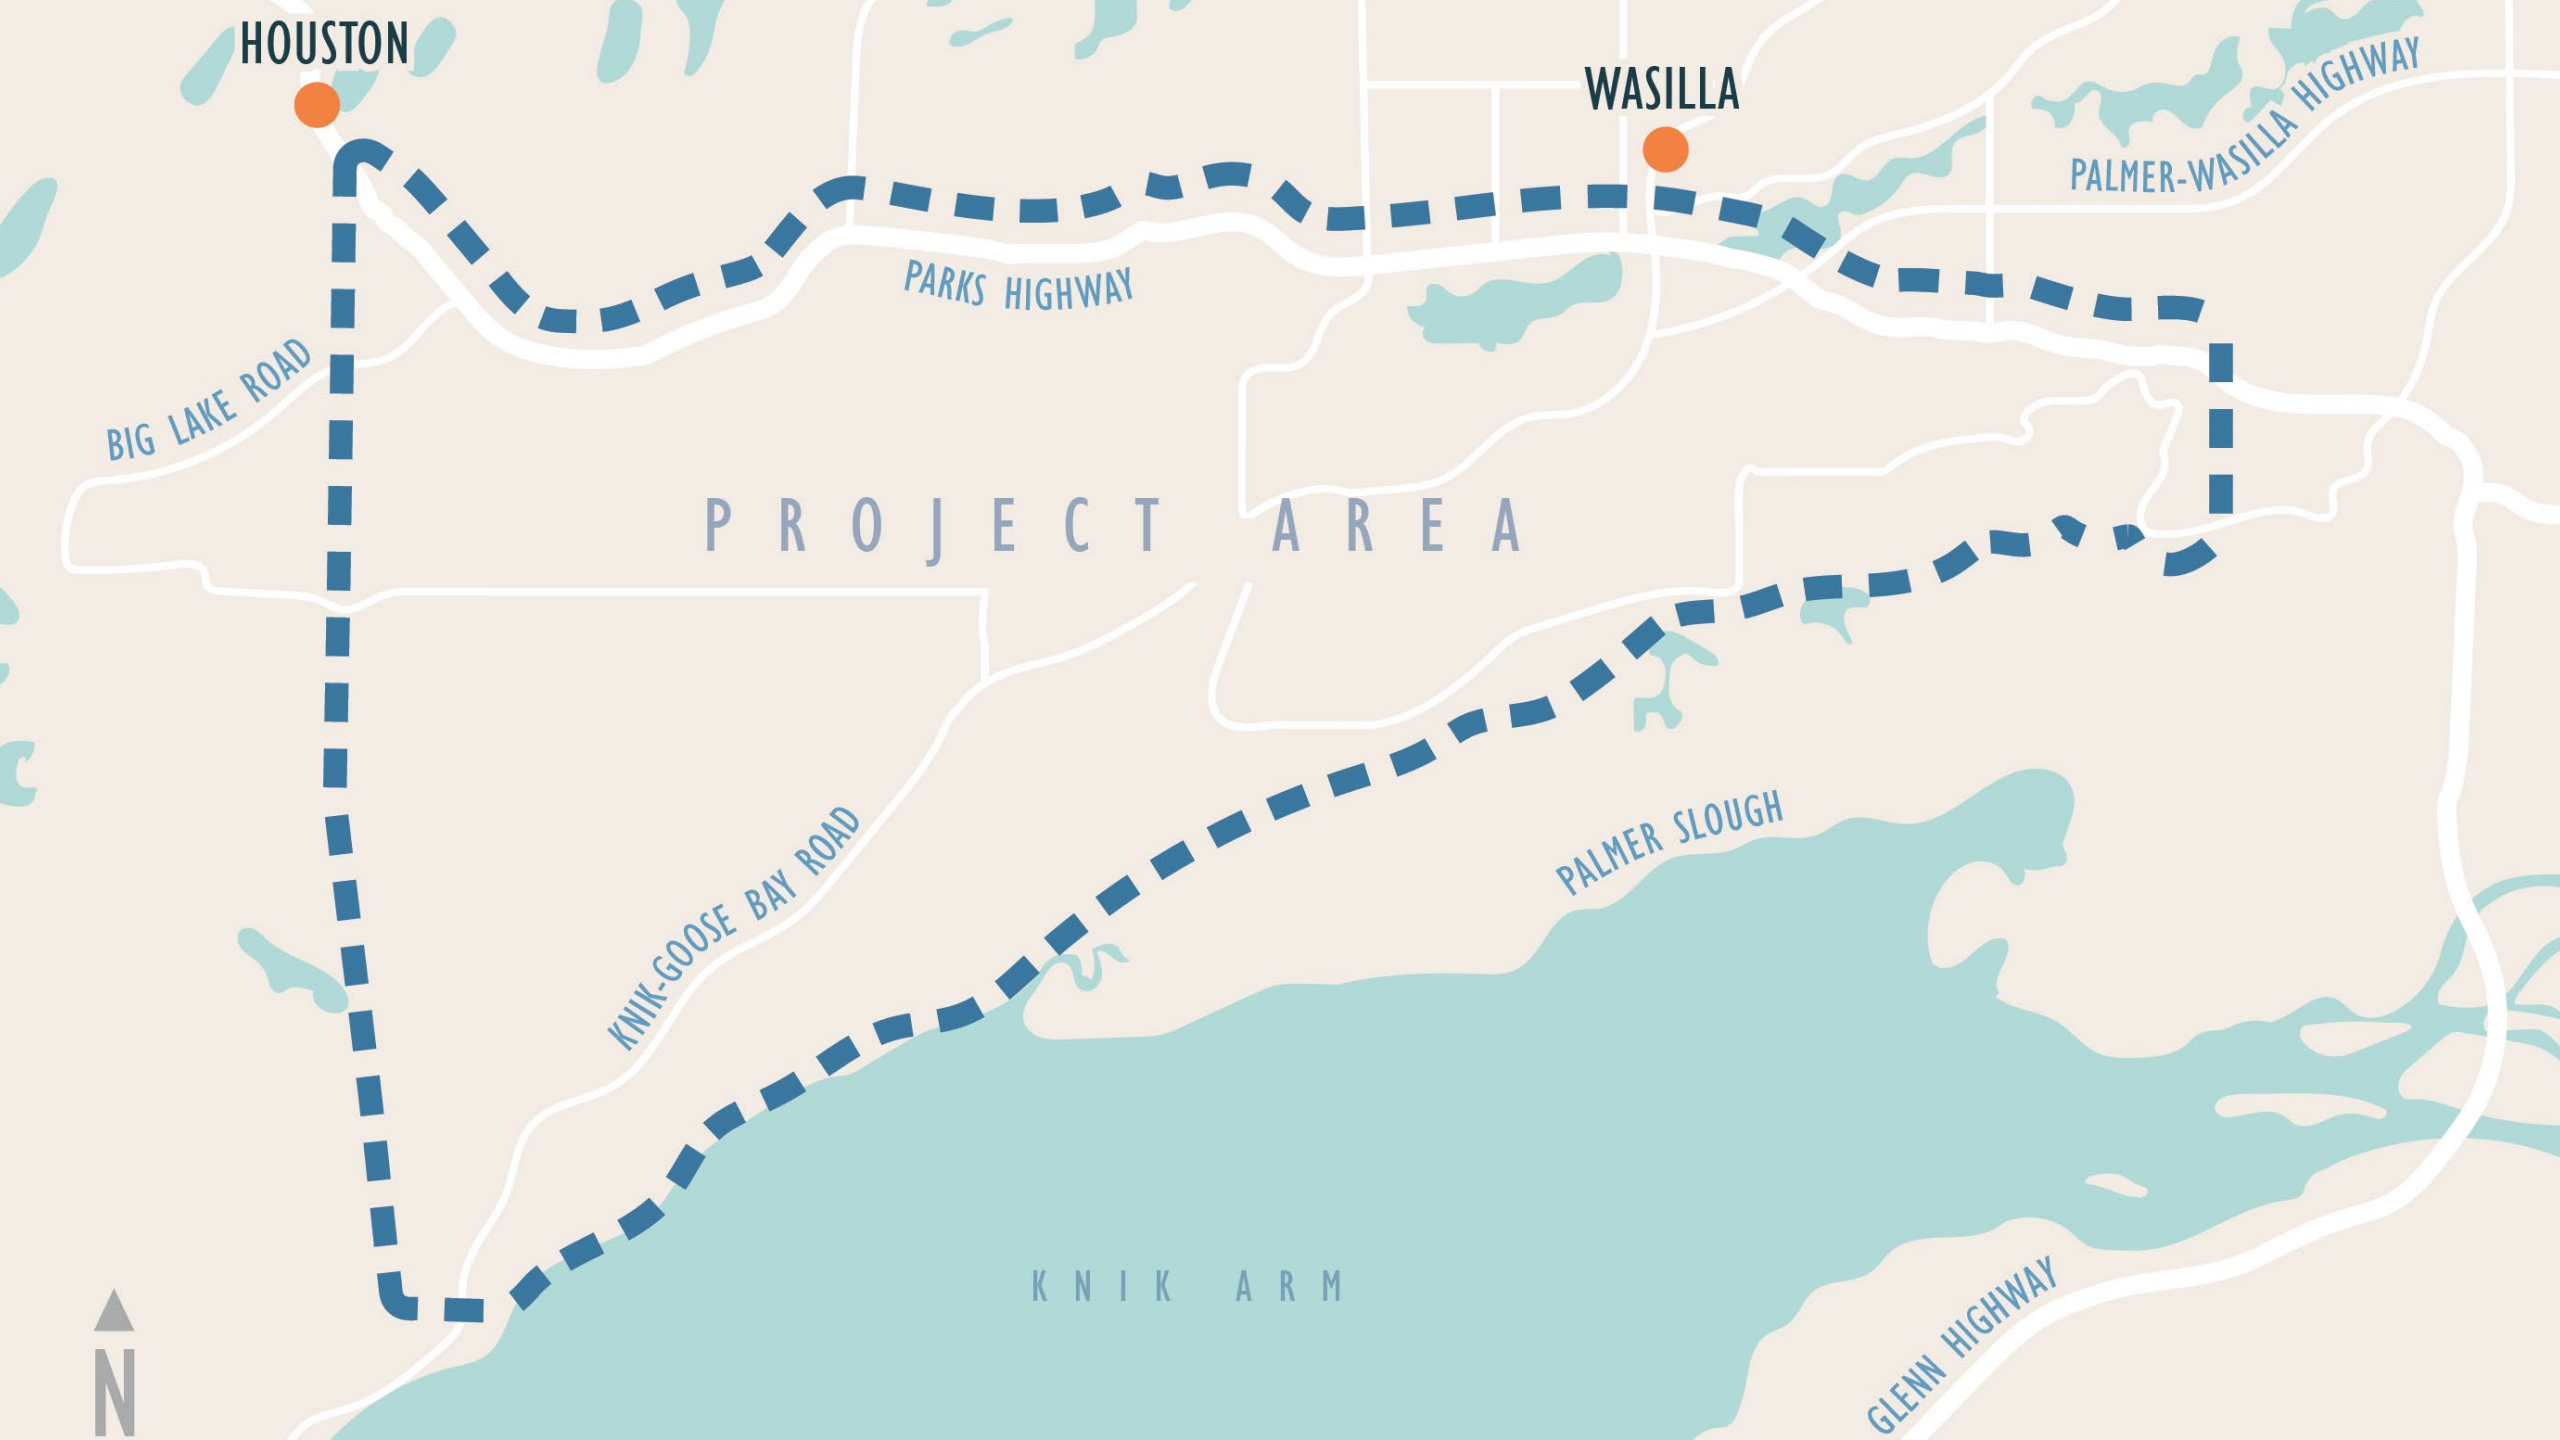 HOUSTON
WASILLA
PALMER-WASILLA HIGHWAY
PARKS HIGHWAY
BIG LAKE ROAD
PROJECT AREA
KNIK-GOOSE BAY ROAD
PALMER SLOUGH
KNIK ARM
GLENN HIGHWAY
N